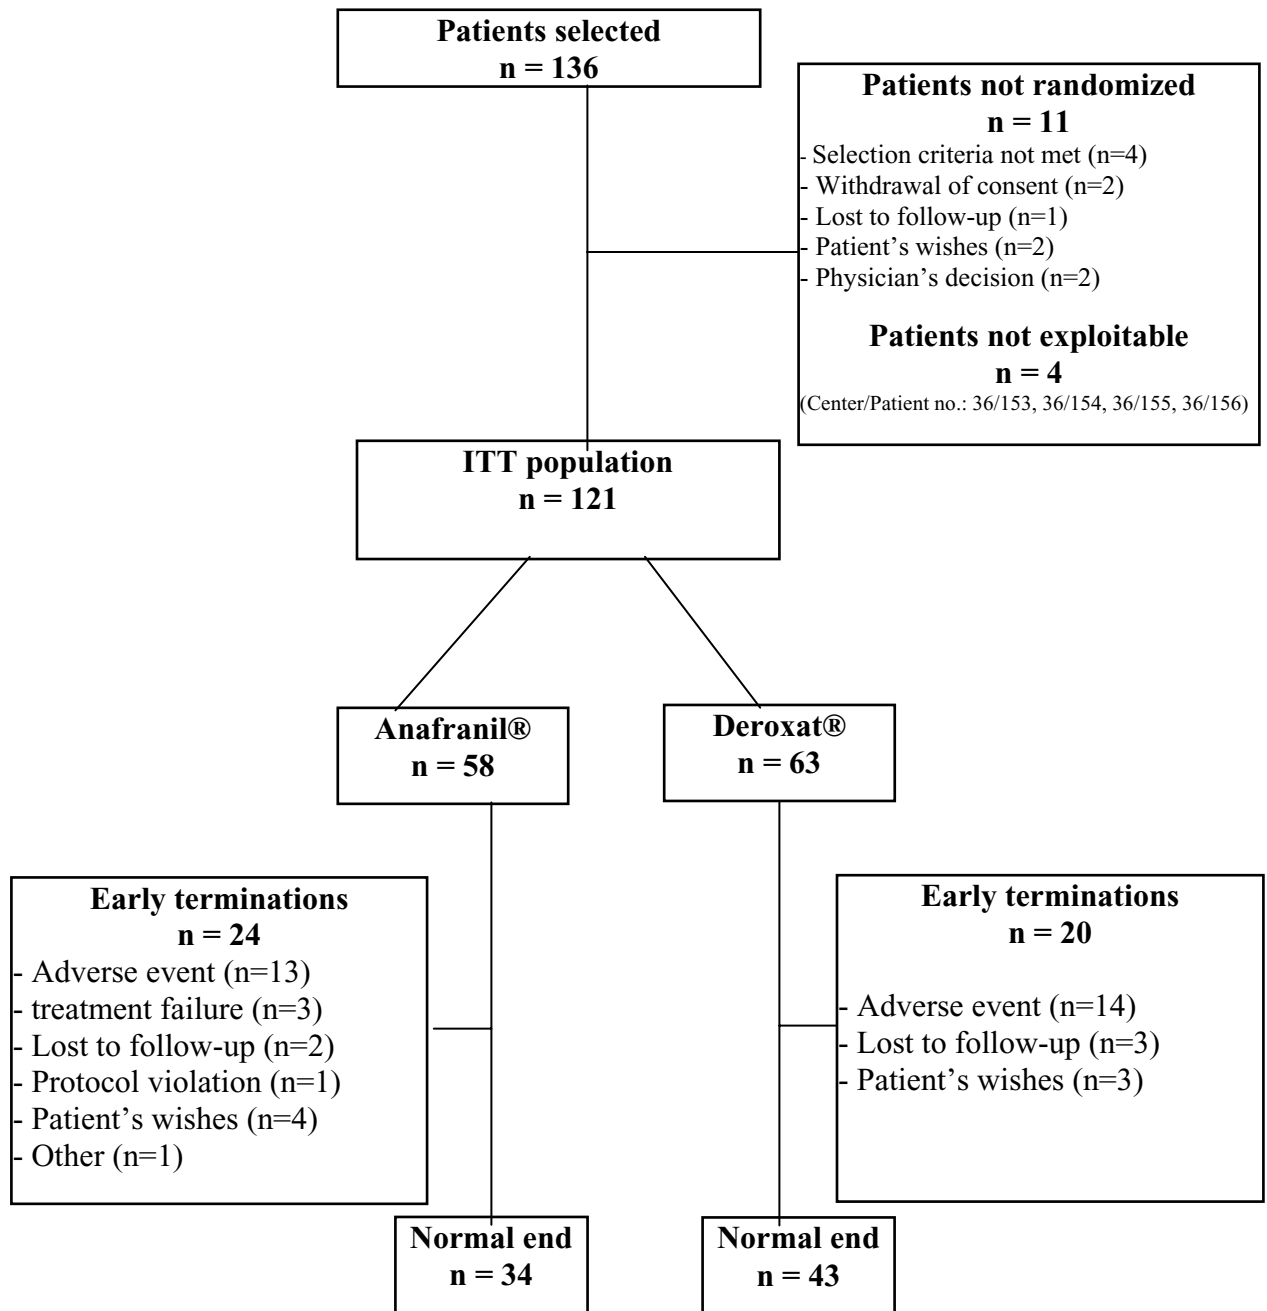 Patients selected
n = 136
Patients not randomized
n = 11
- Selection criteria not met (n=4)
- Withdrawal of consent (n=2)
- Lost to follow-up (n=1)
- Patient’s wishes (n=2)
- Physician’s decision (n=2)
Patients not exploitable
n = 4
(Center/Patient no.: 36/153, 36/154, 36/155, 36/156)
ITT population
n = 121
Anafranil®
n = 58
Deroxat®
n = 63
Early terminations
n = 24
- Adverse event (n=13)
- treatment failure (n=3)
- Lost to follow-up (n=2)
- Protocol violation (n=1)
- Patient’s wishes (n=4)
- Other (n=1)
Early terminations
n = 20
- Adverse event (n=14)
- Lost to follow-up (n=3)
- Patient’s wishes (n=3)
Normal end
n = 34
Normal end
n = 43